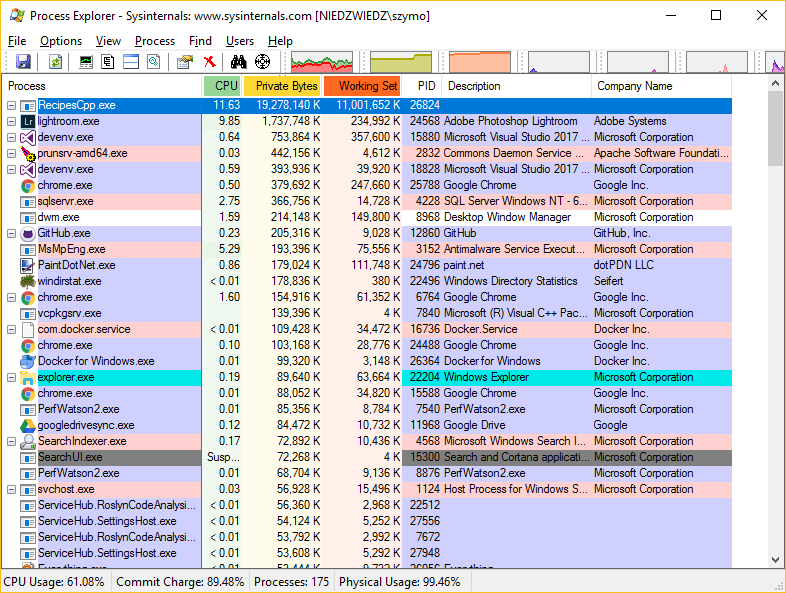 Process Explorer - Sysinternals: www.sysinternals.com [NIEDZWIEDZ\szymo]
File Options View Process Find Users Help
Process CPU Private Bytes Working Set PID Description Company Name
RecipesCpp.exe 11.63 19,278,140 K 11,001,652 K 26824
Lr lightroom.exe 9.85 1,737,748 K 234,992 K 24568 Adobe Photoshop Lightroom Adobe Systems
devenv.exe 0.64 753,864 K 357,600 K 15880 Microsoft Visual Studio 2017 ... Microsoft Corporation
prunsrv-amd64.exe 0.03 442,156 K 4,612 K 2832 Commons Daemon Service ... Apache Software Foundati...
devenv.exe 0.59 393,936 K 39,920 K 18828 Microsoft Visual Studio 2017 ... Microsoft Corporation
chrome.exe 0.50 379,692 K 247,660 K 25788 Google Chrome Google Inc.
sqlservr.exe 2.75 366,756 K 14,728 K 4228 SQL Server Windows NT - 6... Microsoft Corporation
dwm.exe 1.59 214,148 K 149,800 K 8968 Desktop Window Manager Microsoft Corporation
GitHub.exe 0.23 205,316 K 9,028 K 12860 GitHub GitHub, Inc.
MsMpEng.exe 5.29 193,396 K 75,556 K 3152 Antimalware Service Execut... Microsoft Corporation
PaintDotNet.exe 0.86 179,024 K 111,748 K 24796 paint.net dotPDN LLC
windirstat.exe < 0.01 178,836 K 380 K 22496 Windows Directory Statistics Seifert
chrome.exe 1.60 154,916 K 61,352 K 6764 Google Chrome Google Inc.
vcpkgsrv.exe 139,396 K 4 K 7840 Microsoft (R) Visual C++ Pac... Microsoft Corporation
com.docker.service < 0.01 109,428 K 34,472 K 16736 Docker.Service Docker Inc.
chrome.exe 0.10 103,168 K 28,776 K 24488 Google Chrome Google Inc.
Docker for Windows.exe 0.01 99,320 K 3,148 K 26364 Docker for Windows Docker Inc.
explorer.exe 0.19 89,640 K 63,664 K 22204 Windows Explorer Microsoft Corporation
chrome.exe 0.01 88,052 K 34,820 K 15588 Google Chrome Google Inc.
PerfWatson2.exe 0.01 85,356 K 8,784 K 7540 PerfWatson2.exe Microsoft Corporation
googledrivesync.exe 0.12 84,472 K 10,732 K 11968 Google Drive Google
SearchIndexer.exe 0.17 72,892 K 10,436 K 4568 Microsoft Windows Search I... Microsoft Corporation
SearchUI.exe Susp... 72,268 K 4 K 15300 Search and Cortana applicati... Microsoft Corporation
PerfWatson2.exe 0.01 68,704 K 9,136 K 8876 PerfWatson2.exe Microsoft Corporation
svchost.exe 0.03 56,928 K 15,496 K 1124 Host Process for Windows S... Microsoft Corporation
ServiceHub.RoslynCodeAnalysi... < 0.01 56,360 K 2,968 K 22512
ServiceHub.SettingsHost.exe < 0.01 54,124 K 5,252 K 27556
ServiceHub.RoslynCodeAnalysi... < 0.01 53,792 K 2,992 K 7672
ServiceHub.SettingsHost.exe < 0.01 53,608 K 5,292 K 27948
CPU Usage: 61.08% Commit Charge: 89.48% Processes: 175 Physical Usage: 99.46%